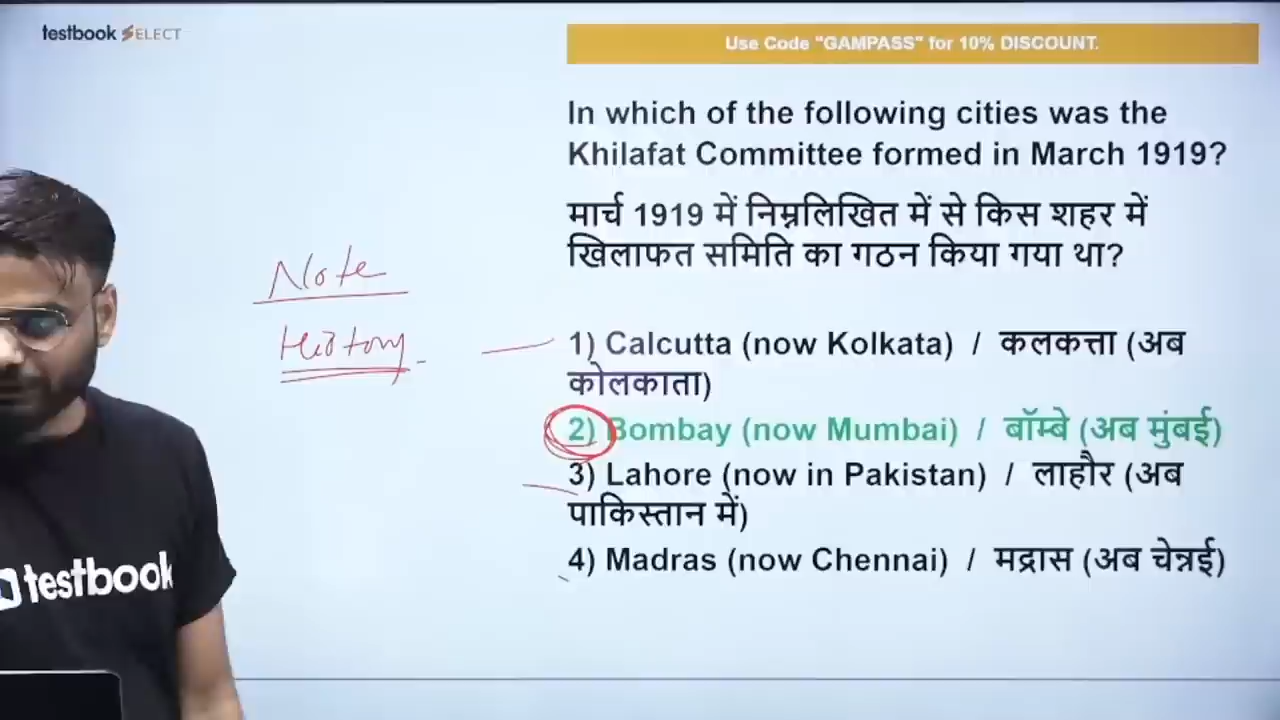 testbook SELECT
Use Code "GAMPASS" for 10% DISCOUNT.
In which of the following cities was the
Khilafat Committee formed in March 1919?
मार्च 1919 में निम्नलिखित में से किस शहर में
खिलाफत समिति का गठन किया गया था?
Note
History
1) Calcutta (now Kolkata) / कलकत्ता (अब
कोलकाता)
2) Bombay (now Mumbai) / बॉम्बे (अब मुंबई)
3) Lahore (now in Pakistan) / लाहौर (अब
पाकिस्तान में)
4) Madras (now Chennai) / मद्रास (अब चेन्नई)
testbook